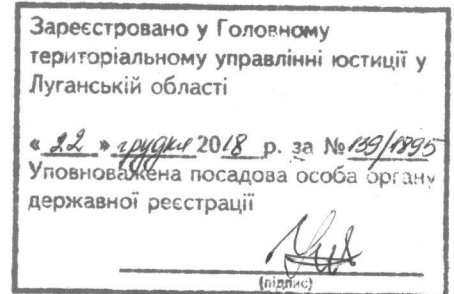 Зареєстровано у Головному
територіальному управлінні юстиції у
Луганській області
« 22 » грудня 2018 р. за № 139/1895
Уповноважена посадова особа органу
державної реєстрації
(підпис)